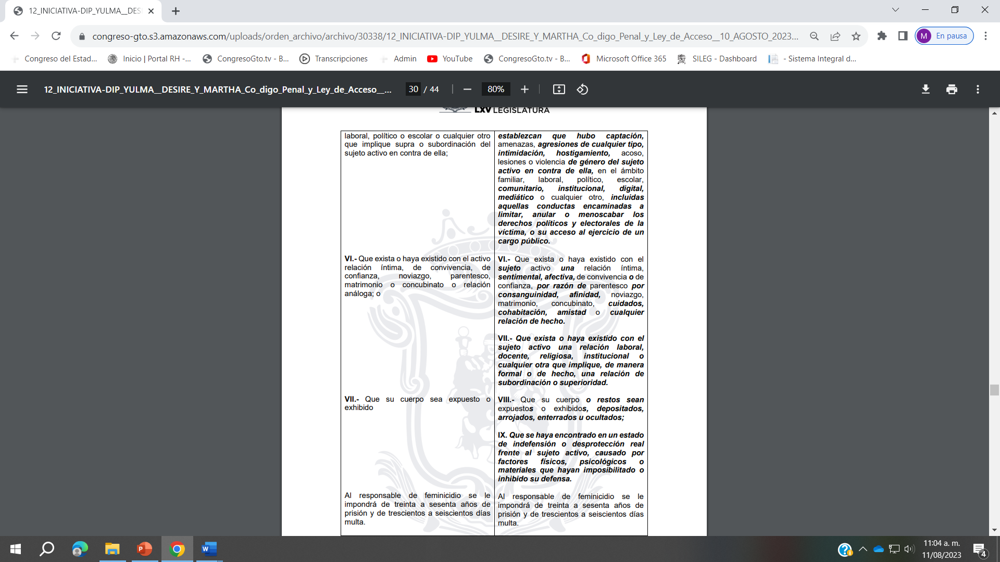 12_INICIATIVA-DIP_YULMA__DES
congreso-gto.s3.amazonaws.com/uploads/orden_archivo/archivo/30338/12_INICIATIVA-DIP_YULMA__DESIRE_Y_MARTHA_Co_digo_Penal_y_Ley_de_Acceso__10_AGOSTO_2023...
M En pausa
Congreso del Estad...
Inicio | Portal RH -...
CongresoGto.tv - B...
Transcripciones
Admin
YouTube
CongresoGto.tv - B...
Microsoft Office 365
SILEG - Dashboard
- Sistema Integral d...
12_INICIATIVA-DIP_YULMA__DESIRE_Y_MARTHA_Co_digo_Penal_y_Ley_de_Acceso__...
30 / 44
80%
LXV LEGISLATURA
laboral, político o escolar o cualquier otro
que implique supra o subordinación del
sujeto activo en contra de ella;
VI.- Que exista o haya existido con el activo
relación íntima, de convivencia, de
confianza, noviazgo, parentesco,
matrimonio o concubinato o relación
análoga; o
VII.- Que su cuerpo sea expuesto o
exhibido
Al responsable de feminicidio se le
impondrá de treinta a sesenta años de
prisión y de trescientos a seiscientos días
multa.
establezcan que hubo captación,
amenazas, agresiones de cualquier tipo,
intimidación, hostigamiento, acoso,
lesiones o violencia de género del sujeto
activo en contra de ella, en el ámbito
familiar, laboral, político, escolar,
comunitario, institucional, digital,
mediático o cualquier otro, incluidas
aquellas conductas encaminadas a
limitar, anular o menoscabar los
derechos políticos y electorales de la
víctima, o su acceso al ejercicio de un
cargo público.
VI.- Que exista o haya existido con el
sujeto activo una relación íntima,
sentimental, afectiva, de convivencia o de
confianza, por razón de parentesco por
consanguinidad, afinidad, noviazgo,
matrimonio, concubinato, cuidados,
cohabitación, amistad o cualquier
relación de hecho.
VII.- Que exista o haya existido con el
sujeto activo una relación laboral,
docente, religiosa, institucional o
cualquier otra que implique, de manera
formal o de hecho, una relación de
subordinación o superioridad.
VIII.- Que su cuerpo o restos sean
expuestos o exhibidos, depositados,
arrojados, enterrados u ocultados;
IX. Que se haya encontrado en un estado
de indefensión o desprotección real
frente al sujeto activo, causado por
factores físicos, psicológicos o
materiales que hayan imposibilitado o
inhibido su defensa.
Al responsable de feminicidio se le
impondrá de treinta a sesenta años de
prisión y de trescientos a seiscientos días
multa.
11:04 a. m.
11/08/2023
4